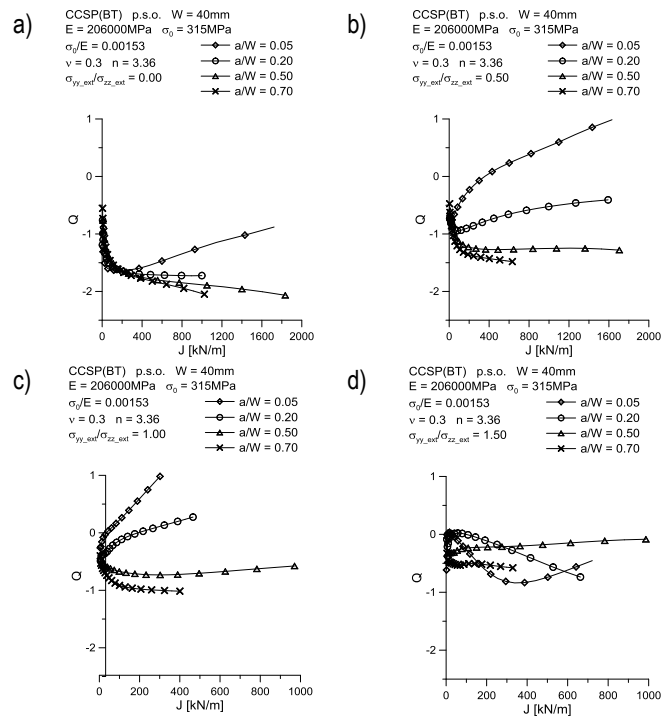 a)
CCSP(BT) p.s.o. W = 40mm
E = 206000MPa σ0 = 315MPa
σ0/E = 0.00153
ν = 0.3 n = 3.36
σyy_ext/σzz_ext = 0.00
a/W = 0.05
a/W = 0.20
a/W = 0.50
a/W = 0.70
1
0
-1
-2
Q
0 400 800 1200 1600 2000
J [kN/m]
b)
CCSP(BT) p.s.o. W = 40mm
E = 206000MPa σ0 = 315MPa
σ0/E = 0.00153
ν = 0.3 n = 3.36
σyy_ext/σzz_ext = 0.50
a/W = 0.05
a/W = 0.20
a/W = 0.50
a/W = 0.70
1
0
-1
-2
Q
0 400 800 1200 1600 2000
J [kN/m]
c)
CCSP(BT) p.s.o. W = 40mm
E = 206000MPa σ0 = 315MPa
σ0/E = 0.00153
ν = 0.3 n = 3.36
σyy_ext/σzz_ext = 1.00
a/W = 0.05
a/W = 0.20
a/W = 0.50
a/W = 0.70
1
0
-1
-2
Q
0 200 400 600 800 1000
J [kN/m]
d)
CCSP(BT) p.s.o. W = 40mm
E = 206000MPa σ0 = 315MPa
σ0/E = 0.00153
ν = 0.3 n = 3.36
σyy_ext/σzz_ext = 1.50
a/W = 0.05
a/W = 0.20
a/W = 0.50
a/W = 0.70
1
0
-1
-2
Q
0 200 400 600 800 1000
J [kN/m]